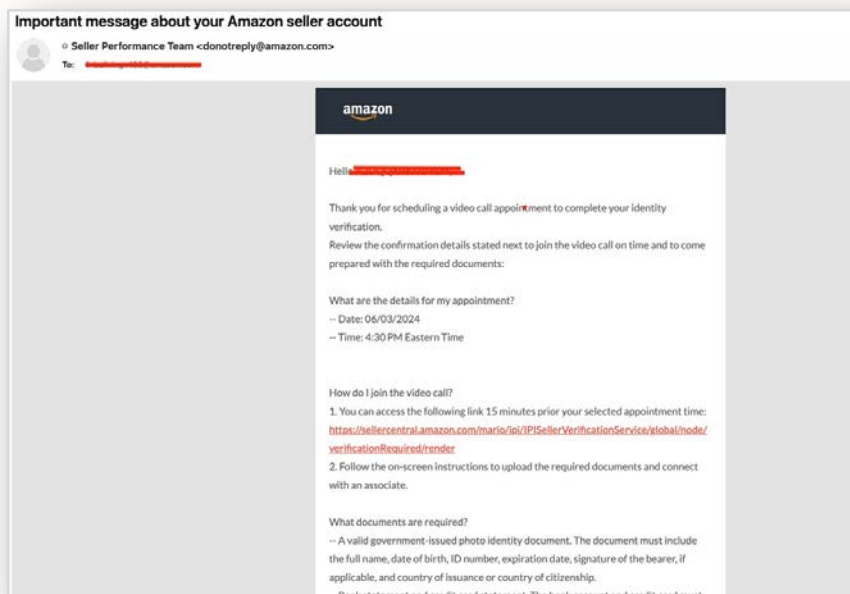 Important message about your Amazon seller account
Seller Performance Team <donotreply@amazon.com>
To:
amazon
Hello
Thank you for scheduling a video call appointment to complete your identity
verification.
Review the confirmation details stated next to join the video call on time and to come
prepared with the required documents:
What are the details for my appointment?
-- Date: 06/03/2024
-- Time: 4:30 PM Eastern Time
How do I join the video call?
1. You can access the following link 15 minutes prior your selected appointment time:
https://sellercentral.amazon.com/mario/ipi/IPISellerVerificationService/global/node/
verificationRequired/render
2. Follow the on-screen instructions to upload the required documents and connect
with an associate.
What documents are required?
-- A valid government-issued photo identity document. The document must include
the full name, date of birth, ID number, expiration date, signature of the bearer, if
applicable, and country of issuance or country of citizenship.